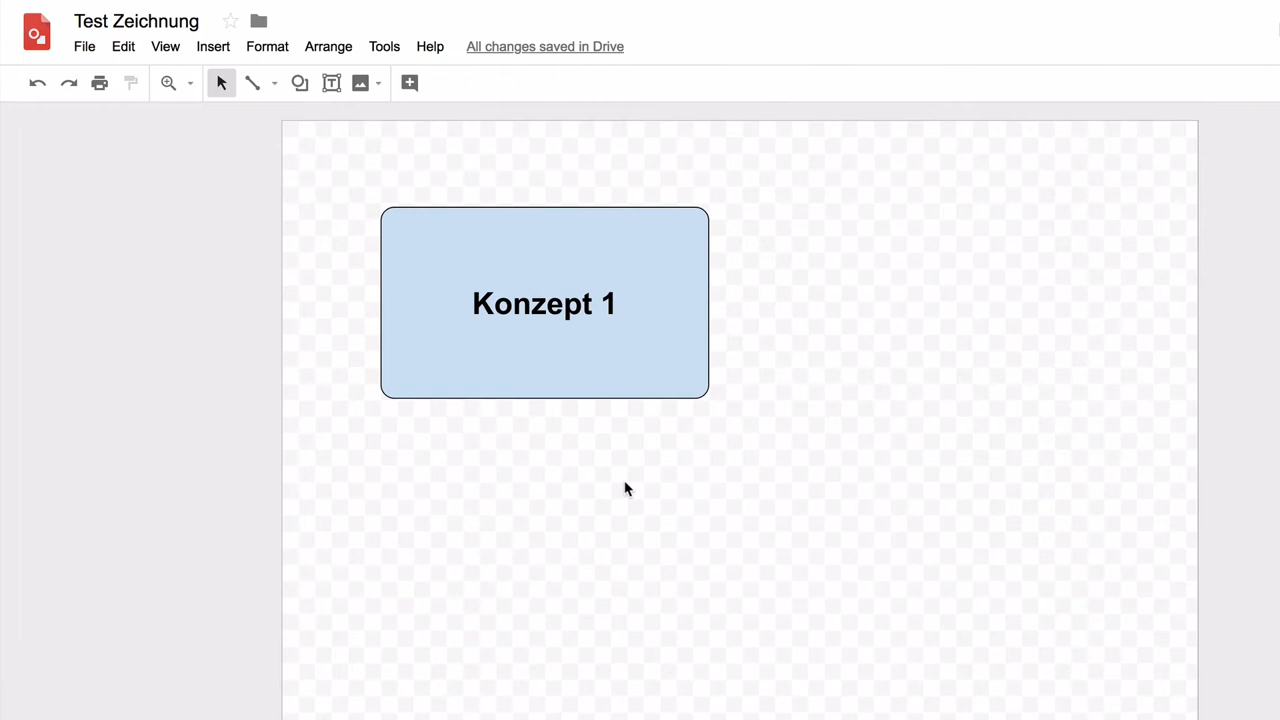 Test Zeichnung
File Edit View Insert Format Arrange Tools Help All changes saved in Drive
Konzept 1